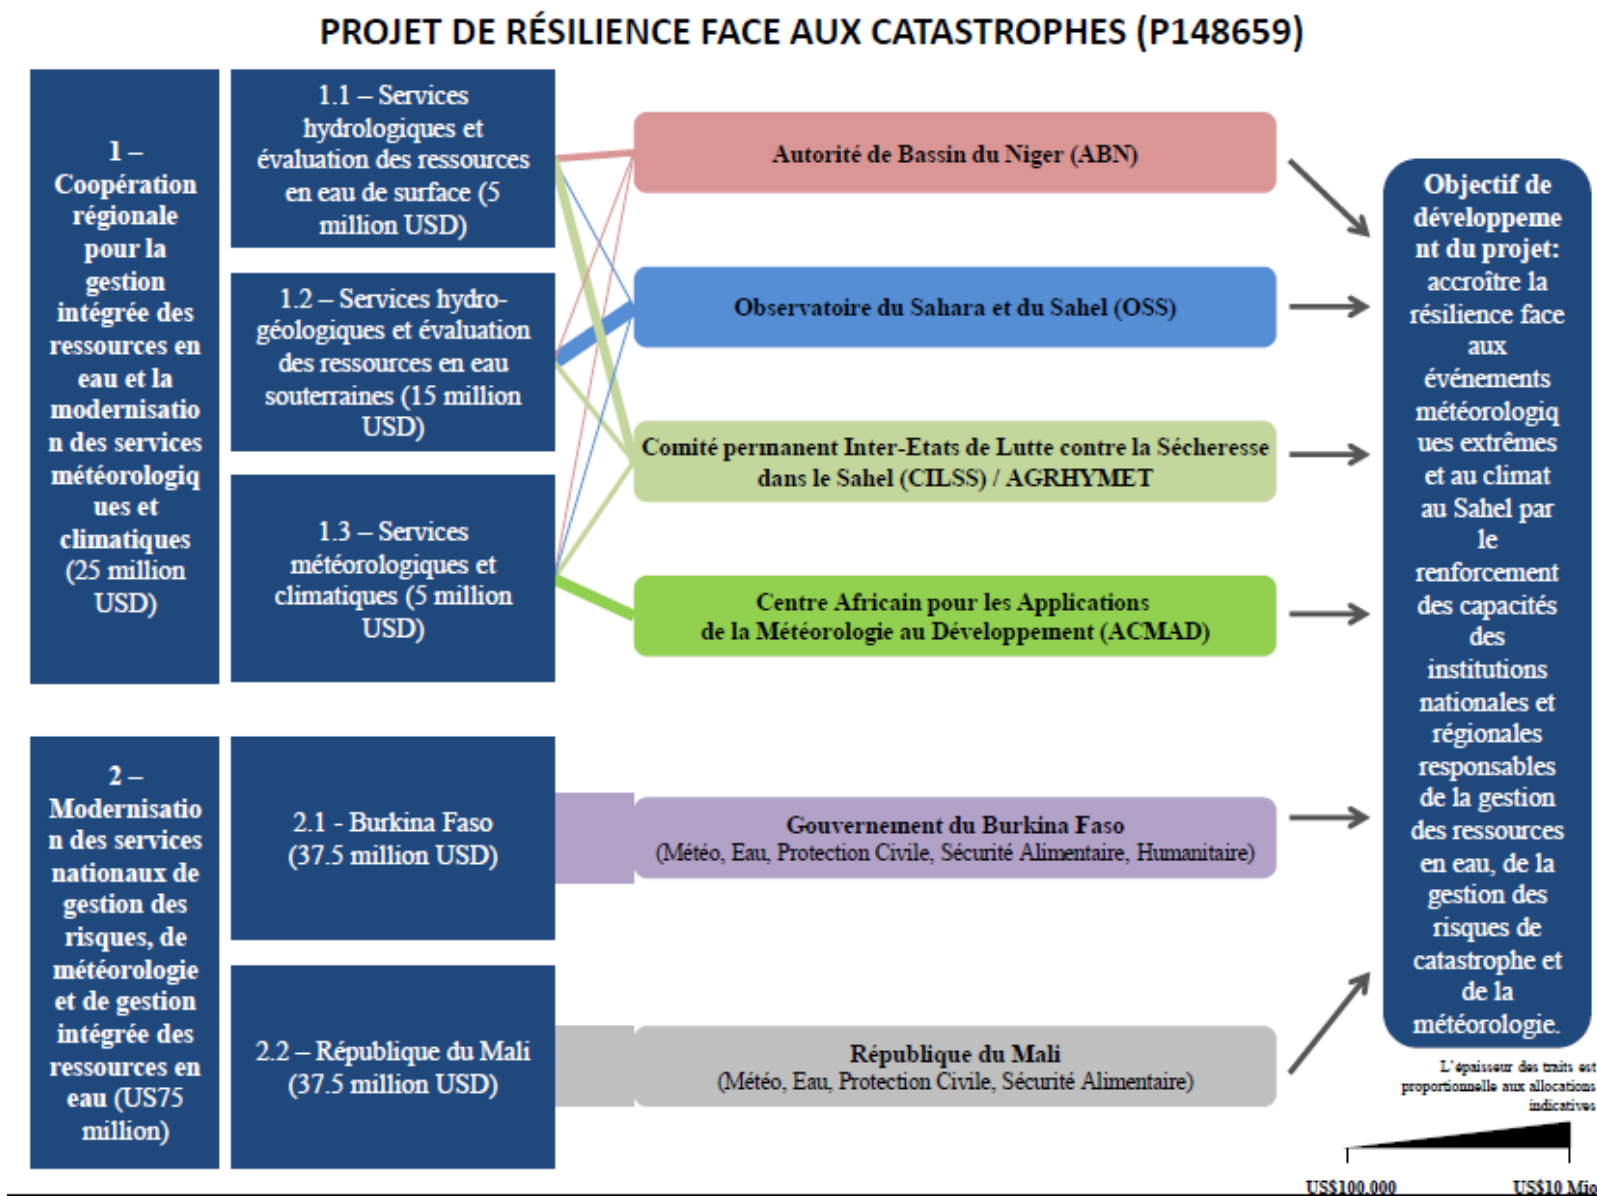 PROJET DE RÉSILIENCE FACE AUX CATASTROPHES (P148659)
1 –
Coopération
régionale
pour la
gestion
intégrée des
ressources en
eau et la
modernisatio
n des services
météorologiq
ues et
climatiques
(25 million
USD)
1.1 – Services
hydrologiques et
évaluation des ressources
en eau de surface (5
million USD)
1.2 – Services hydro-
géologiques et évaluation
des ressources en eau
souterraines (15 million
USD)
1.3 – Services
météorologiques et
climatiques (5 million
USD)
Autorité de Bassin du Niger (ABN)
Observatoire du Sahara et du Sahel (OSS)
Comité permanent Inter-Etats de Lutte contre la Sécheresse
dans le Sahel (CILSS) / AGRHYMET
Centre Africain pour les Applications
de la Météorologie au Développement (ACMAD)
2 –
Modernisatio
n des services
nationaux de
gestion des
risques, de
météorologie
et de gestion
intégrée des
ressources en
eau (US75
million)
2.1 - Burkina Faso
(37.5 million USD)
2.2 – République du Mali
(37.5 million USD)
Gouvernement du Burkina Faso
(Météo, Eau, Protection Civile, Sécurité Alimentaire, Humanitaire)
République du Mali
(Météo, Eau, Protection Civile, Sécurité Alimentaire)
Objectif de
développeme
nt du projet:
accroître la
résilience face
aux
événements
météorologiq
ues extrêmes
et au climat
au Sahel par
le
renforcement
des capacités
des
institutions
nationales et
régionales
responsables
de la gestion
des ressources
en eau, de la
gestion des
risques de
catastrophe et
de la
météorologie.
L'épaisseur des traits est
proportionnelle aux allocations
indicatives
US$100.000
US$10 Mio